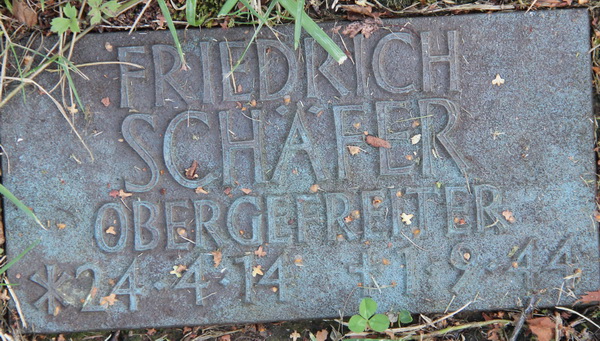 FRIEDRICH
SCHÄFER
OBERGEFREITER
*24·4·14 +1·9·44